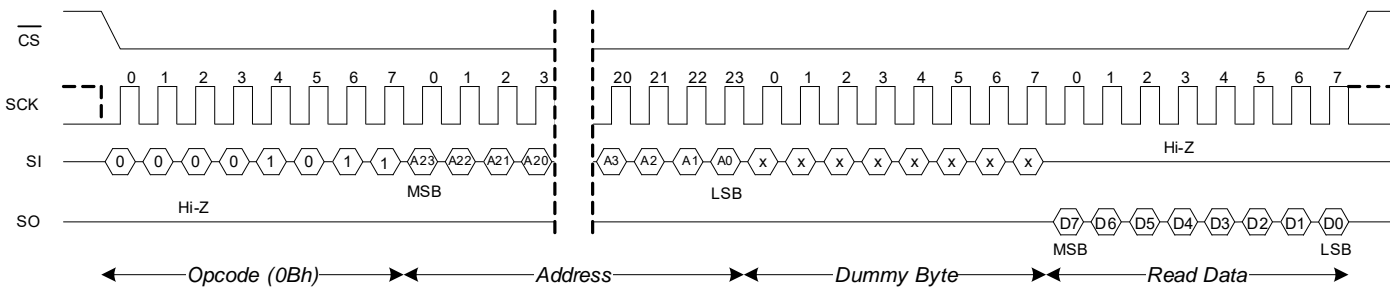 CS
0 1 2 3 4 5 6 7 0 1 2 3 20 21 22 23 0 1 2 3 4 5 6 7 0 1 2 3 4 5 6 7
SCK
Hi-Z
SI 0 0 0 0 1 0 1 1 A23 A22 A21 A20 A3 A2 A1 A0 x x x x x x x x
MSB LSB
Hi-Z
SO D7 D6 D5 D4 D3 D2 D1 D0
MSB LSB
Opcode (0Bh) Address Dummy Byte Read Data